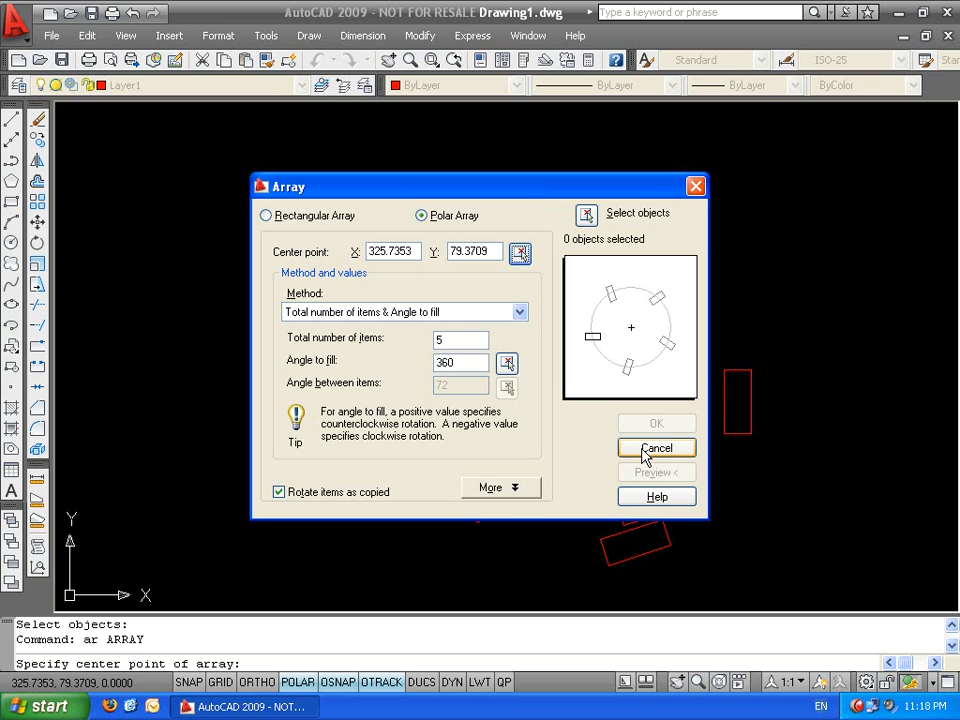 AutoCAD 2009 - NOT FOR RESALE Drawing1.dwg
Type a keyword or phrase
File Edit View Insert Format Tools Draw Dimension Modify Express Window Help
Standard ISO-25 Star
Layer1 ByLayer ByLayer ByLayer ByColor
Array
Rectangular Array Polar Array Select objects
Center point: X: 325.7353 Y: 79.3709 0 objects selected
Method and values
Method:
Total number of items & Angle to fill
Total number of items: 5
Angle to fill: 360
Angle between items: 72
For angle to fill, a positive value specifies
counterclockwise rotation. A negative value
specifies clockwise rotation.
Tip
OK
Cancel
Preview <
Help
Rotate items as copied More
Y
X
A
Select objects:
Command: ar ARRAY
Specify center point of array:
325.7353, 79.3709, 0.0000 SNAP GRID ORTHO POLAR OSNAP OTRACK DUCS DYN LWT QP 1:1
start AutoCAD 2009 - NOT... EN 11:18 PM